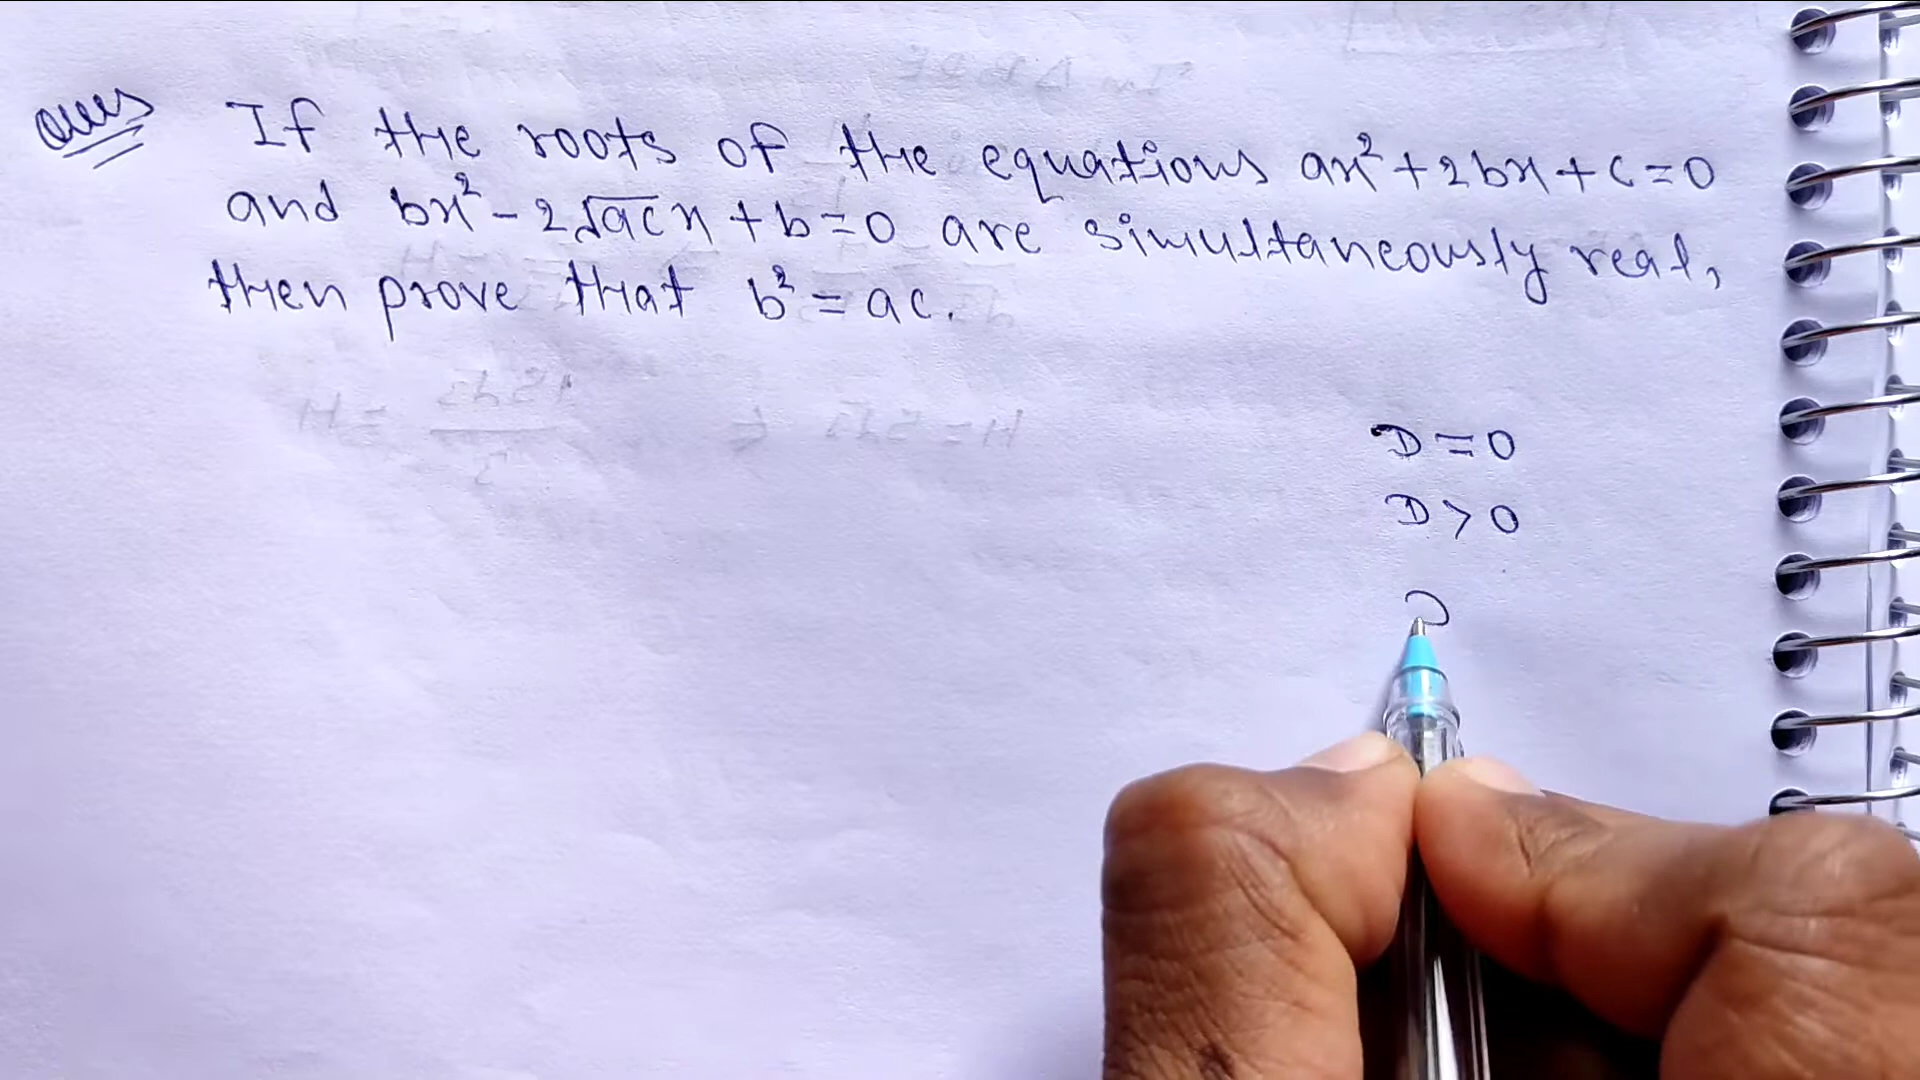 Ques If the roots of the equations ax²+2bx+c=0
and bx²-2√acx+b=0 are simultaneously real,
then prove that b²=ac.
D=0
D>0